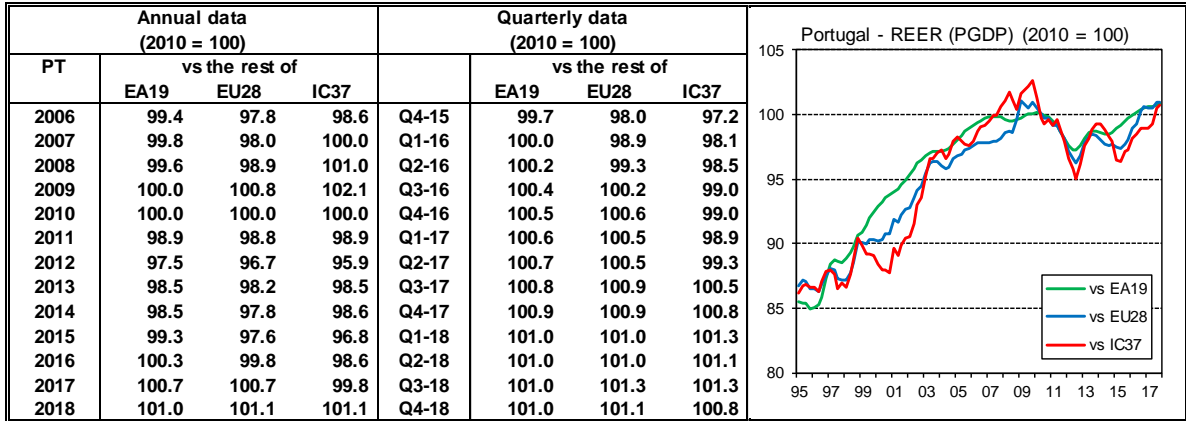 Annual data
(2010 = 100)
Quarterly data
(2010 = 100)
PT vs the rest of vs the rest of
EA19 EU28 IC37 EA19 EU28 IC37
2006 99.4 97.8 98.6 Q4-15 99.7 98.0 97.2
2007 99.8 98.0 100.0 Q1-16 100.0 98.9 98.1
2008 99.6 98.9 101.0 Q2-16 100.2 99.3 98.5
2009 100.0 100.8 102.1 Q3-16 100.4 100.2 99.0
2010 100.0 100.0 100.0 Q4-16 100.5 100.6 99.0
2011 98.9 98.8 98.9 Q1-17 100.6 100.5 98.9
2012 97.5 96.7 95.9 Q2-17 100.7 100.5 99.3
2013 98.5 98.2 98.5 Q3-17 100.8 100.9 100.5
2014 98.5 97.8 98.6 Q4-17 100.9 100.9 100.8
2015 99.3 97.6 96.8 Q1-18 101.0 101.0 101.3
2016 100.3 99.8 98.6 Q2-18 101.0 101.0 101.1
2017 100.7 100.7 99.8 Q3-18 101.0 101.3 101.3
2018 101.0 101.1 101.1 Q4-18 101.0 101.1 100.8
Portugal - REER (PGDP) (2010 = 100)
105
100
95
90
85
80
vs EA19
vs EU28
vs IC37
95 97 99 01 03 05 07 09 11 13 15 17